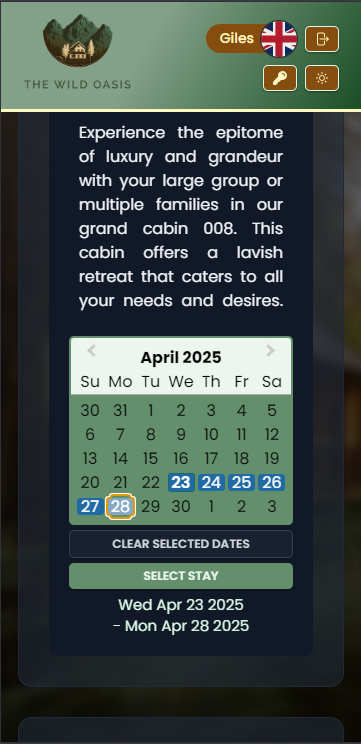 Giles
THE WILD OASIS
Experience the epitome
of luxury and grandeur
with your large group or
multiple families in our
grand cabin 008. This
cabin offers a lavish
retreat that caters to all
your needs and desires.
April 2025
Su Mo Tu We Th Fr Sa
30 31 1 2 3 4 5
6 7 8 9 10 11 12
13 14 15 16 17 18 19
20 21 22 23 24 25 26
27 28 29 30 1 2 3
CLEAR SELECTED DATES
SELECT STAY
Wed Apr 23 2025
- Mon Apr 28 2025